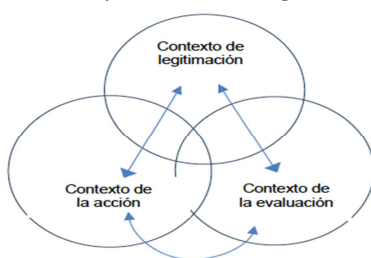 Contexto de
legitimación
Contexto de
la acción
Contexto de
la evaluación